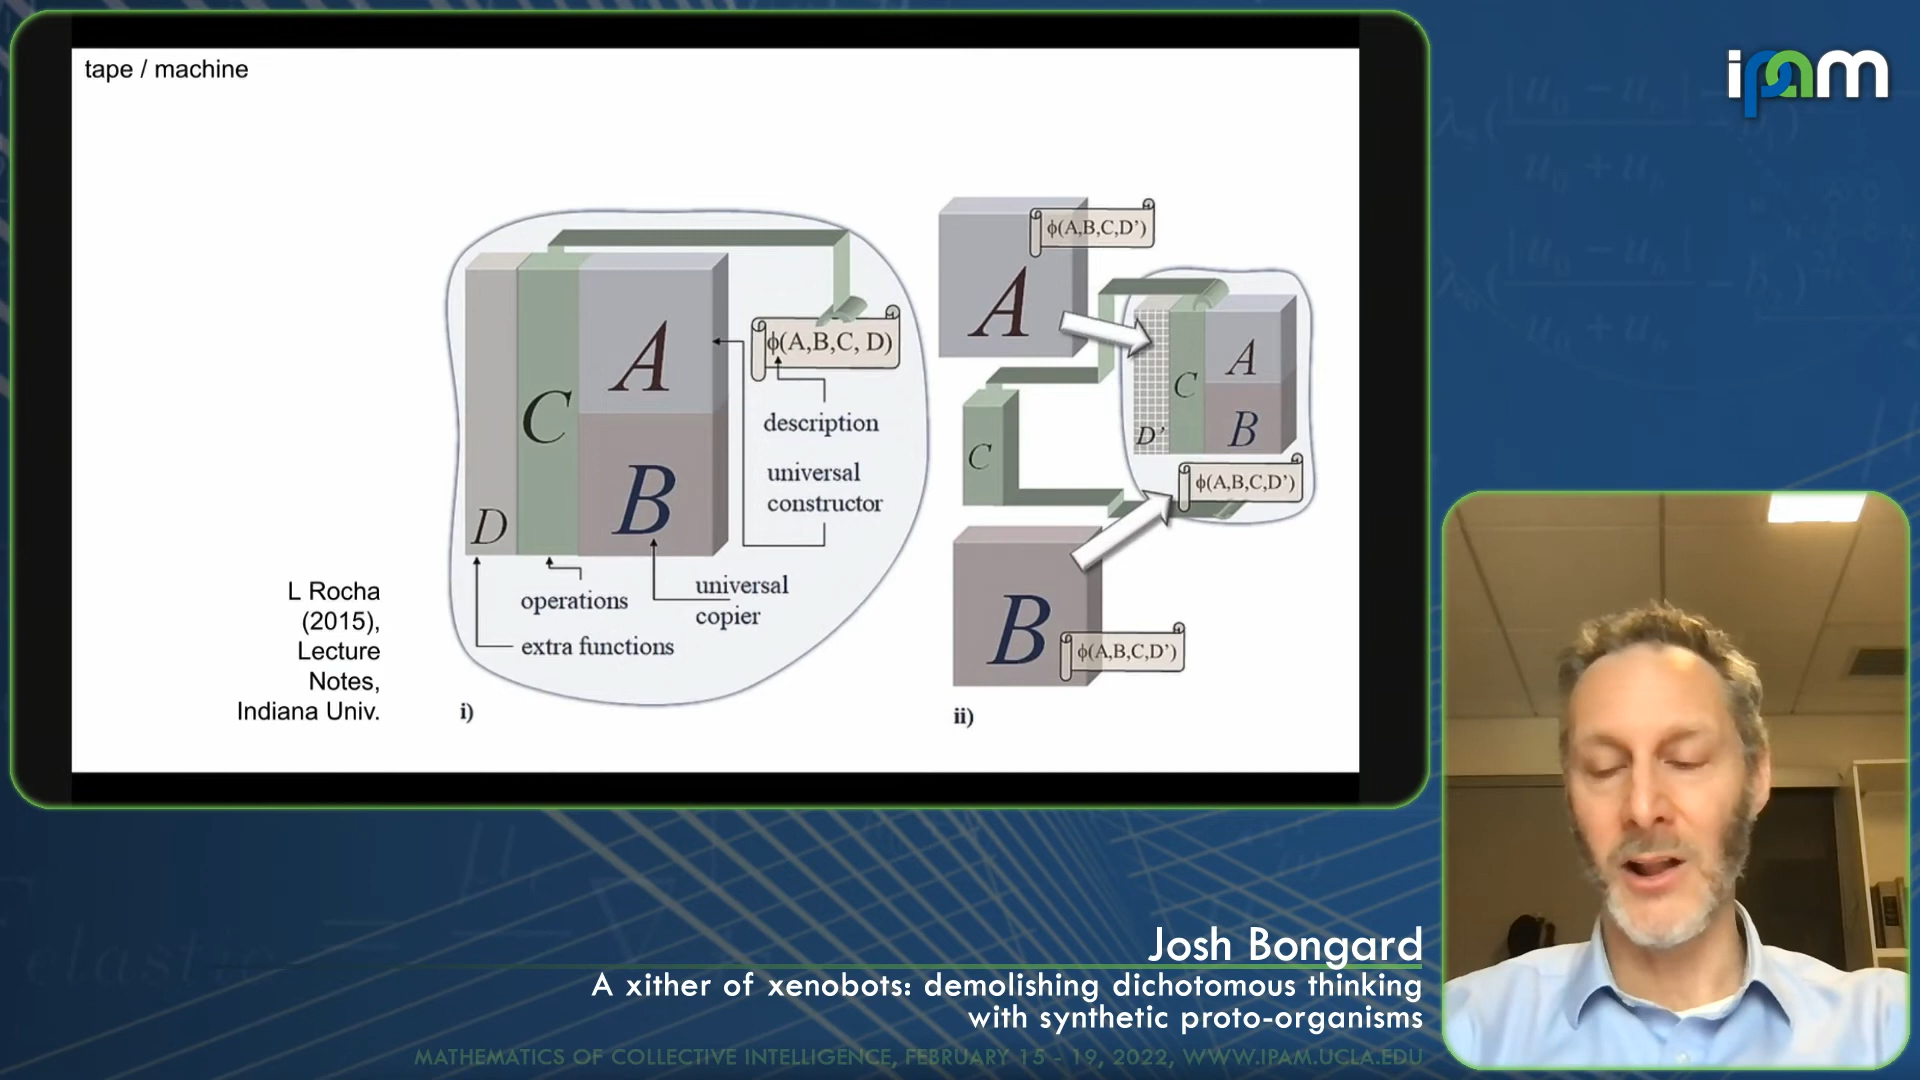 tape / machine
ipam
ϕ(A,B,C,D’)
A
ϕ(A,B,C, D)
A
C
A
C
description
B
D’
C
B
universal
constructor
ϕ(A,B,C,D’)
D
operations
universal
copier
extra functions
B
ϕ(A,B,C,D’)
L Rocha
(2015),
Lecture
Notes,
Indiana Univ.
i)
ii)
Josh Bongard
A xither of xenobots: demolishing dichotomous thinking
with synthetic proto-organisms
MATHEMATICS OF COLLECTIVE INTELLIGENCE, FEBRUARY 15 - 19, 2022, WWW.IPAM.UCLA.EDU
elastic